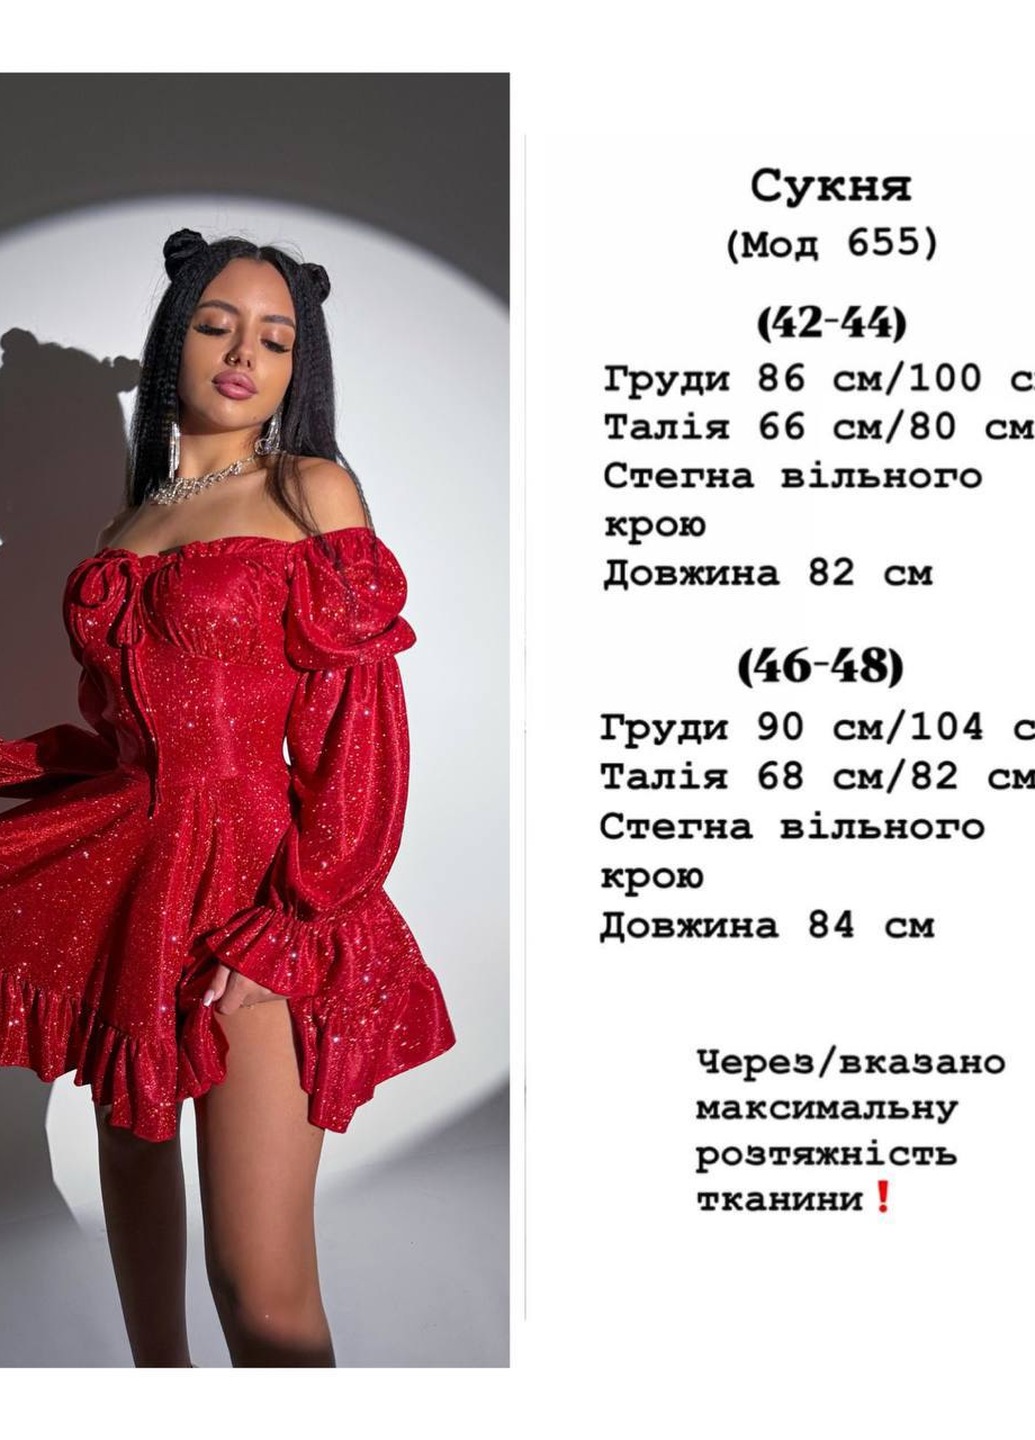 Сукня
(Мод 655)
(42-44)
Груди 86 см/100 с
Талія 66 см/80 см
Стегна вільного
крою
Довжина 82 см
(46-48)
Груди 90 см/104 с
Талія 68 см/82 см
Стегна вільного
крою
Довжина 84 см
Через/вказано
максимальну
розтяжність
тканини❗